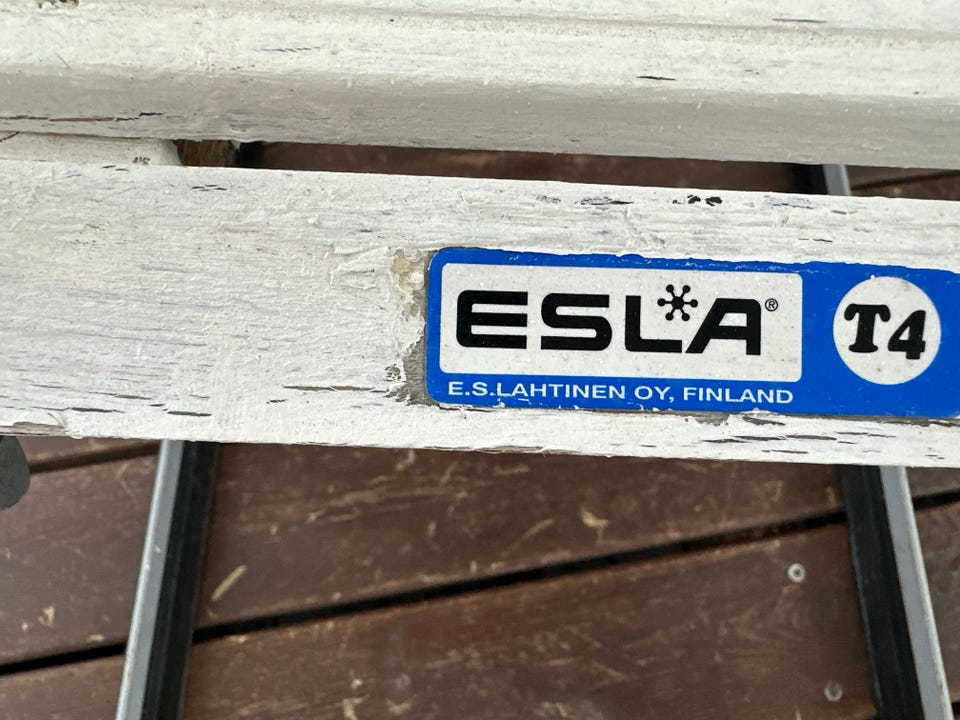 ESLA®
T4
E.S.LAHTINEN OY, FINLAND